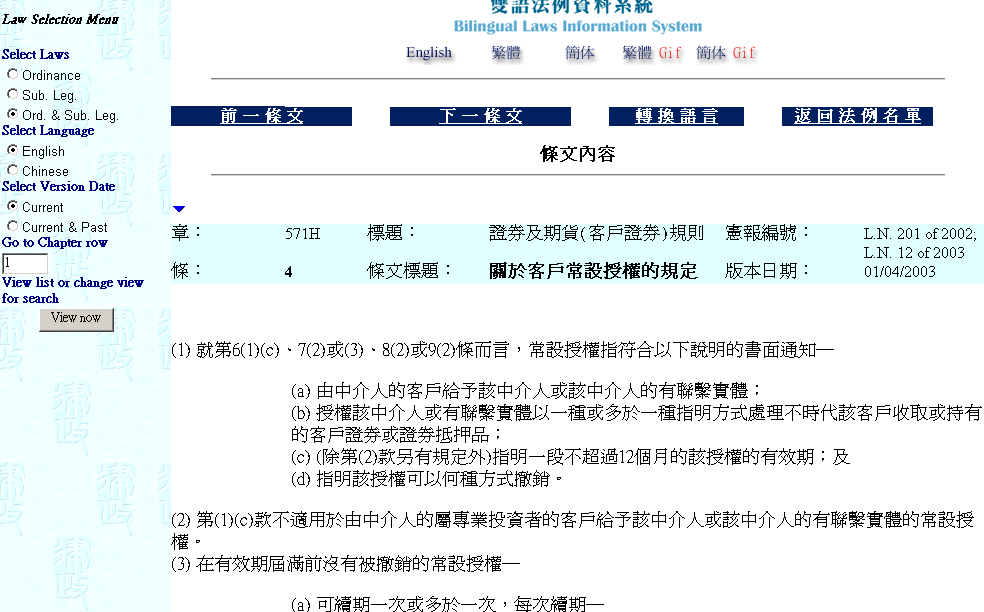 Law Selection Menu
Select Laws
Ordinance
Sub. Leg.
Ord. & Sub. Leg.
Select Language
English
Chinese
Select Version Date
Current
Current & Past
Go to Chapter row
1
View list or change view
for search
View now
雙語法例資料系統
Bilingual Laws Information System
English 繁體 簡体 繁體 Gif 簡体 Gif
前一條文 下一條文 轉換語言 返回法例名單
條文內容
章： 571H 標題： 證券及期貨(客戶證券)規則 憲報編號： L.N. 201 of 2002;
L.N. 12 of 2003
條： 4 條文標題： 關於客戶常設授權的規定 版本日期： 01/04/2003
(1) 就第6(1)(c)、7(2)或(3)、8(2)或9(2)條而言，常設授權指符合以下說明的書面通知—
(a) 由中介人的客戶給予該中介人或該中介人的有聯繫實體；
(b) 授權該中介人或有聯繫實體以一種或多於一種指明方式處理不時代該客戶收取或持有
的客戶證券或證券抵押品；
(c) (除第(2)款另有規定外)指明一段不超過12個月的該授權的有效期；及
(d) 指明該授權可以何種方式撤銷。
(2) 第(1)(c)款不適用於由中介人的屬專業投資者的客戶給予該中介人或該中介人的有聯繫實體的常設授
權。
(3) 在有效期屆滿前沒有被撤銷的常設授權—
(a) 可續期一次或多於一次，每次續期—